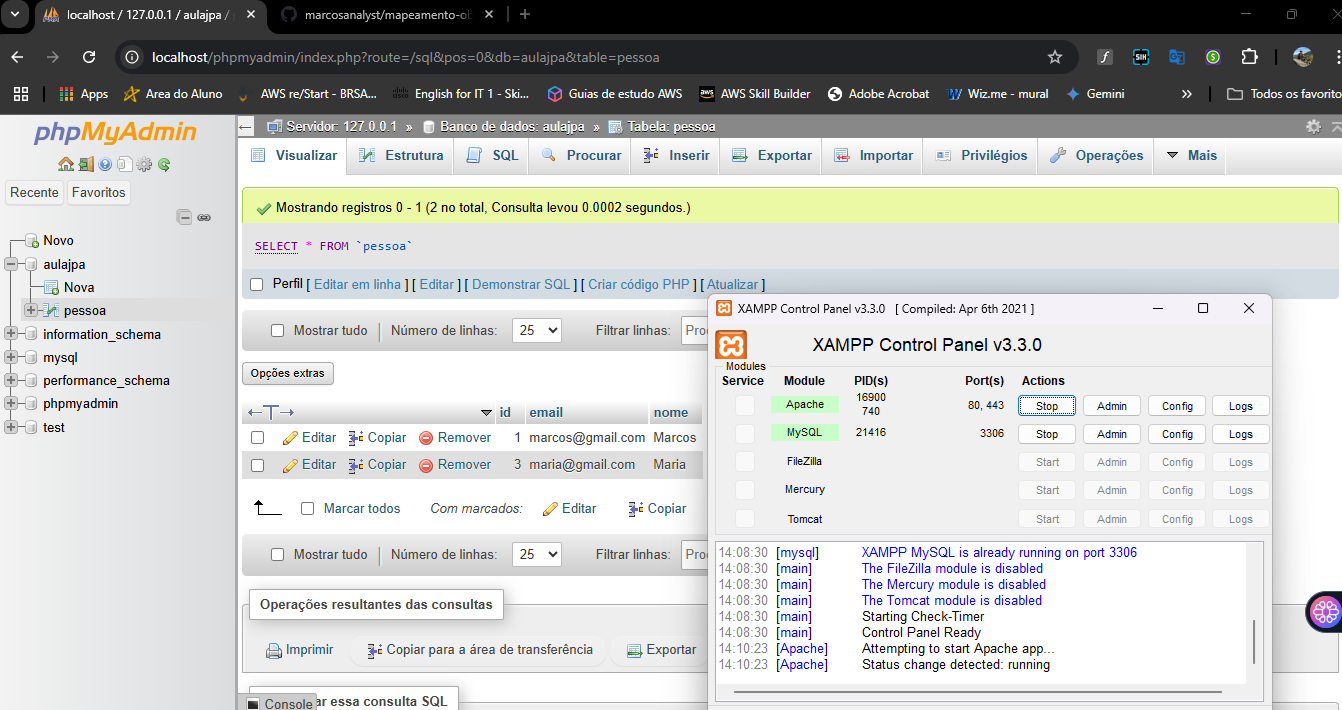 localhost / 127.0.0.1 / aulajpa /
marcosanalyst/mapeamento-ob
localhost/phpmyadmin/index.php?route=/sql&pos=0&db=aulajpa&table=pessoa
Apps
Area do Aluno
AWS re/Start - BRSA...
English for IT 1 - Ski...
Guias de estudo AWS
AWS Skill Builder
Adobe Acrobat
Wiz.me - mural
Gemini
»
Todos os favorito
phpMyAdmin
Recente Favoritos
Novo
aulajpa
Nova
pessoa
information_schema
mysql
performance_schema
phpmyadmin
test
Servidor: 127.0.0.1 » Banco de dados: aulajpa » Tabela: pessoa
Visualizar Estrutura SQL Procurar Inserir Exportar Importar Privilégios Operações Mais
Mostrando registros 0 - 1 (2 no total, Consulta levou 0.0002 segundos.)
SELECT * FROM `pessoa`
Perfil [ Editar em linha ] [ Editar ] [ Demonstrar SQL ] [ Criar código PHP ] [ Atualizar ]
Mostrar tudo Número de linhas: 25 Filtrar linhas: Proc
Opções extras
id email nome
Editar Copiar Remover 1 marcos@gmail.com Marcos
Editar Copiar Remover 3 maria@gmail.com Maria
Marcar todos Com marcados: Editar Copiar
Mostrar tudo Número de linhas: 25 Filtrar linhas: Proc
Operações resultantes das consultas
Imprimir Copiar para a área de transferência Exportar
Console
ar essa consulta SQL
XAMPP Control Panel v3.3.0 [ Compiled: Apr 6th 2021 ]
XAMPP Control Panel v3.3.0
Modules
Service Module PID(s) Port(s) Actions
Apache 16900 740 80, 443 Stop Admin Config Logs
MySQL 21416 3306 Stop Admin Config Logs
FileZilla Start Admin Config Logs
Mercury Start Admin Config Logs
Tomcat Start Admin Config Logs
14:08:30 [mysql] XAMPP MySQL is already running on port 3306
14:08:30 [main] The FileZilla module is disabled
14:08:30 [main] The Mercury module is disabled
14:08:30 [main] The Tomcat module is disabled
14:08:30 [main] Starting Check-Timer
14:08:30 [main] Control Panel Ready
14:10:23 [Apache] Attempting to start Apache app...
14:10:23 [Apache] Status change detected: running